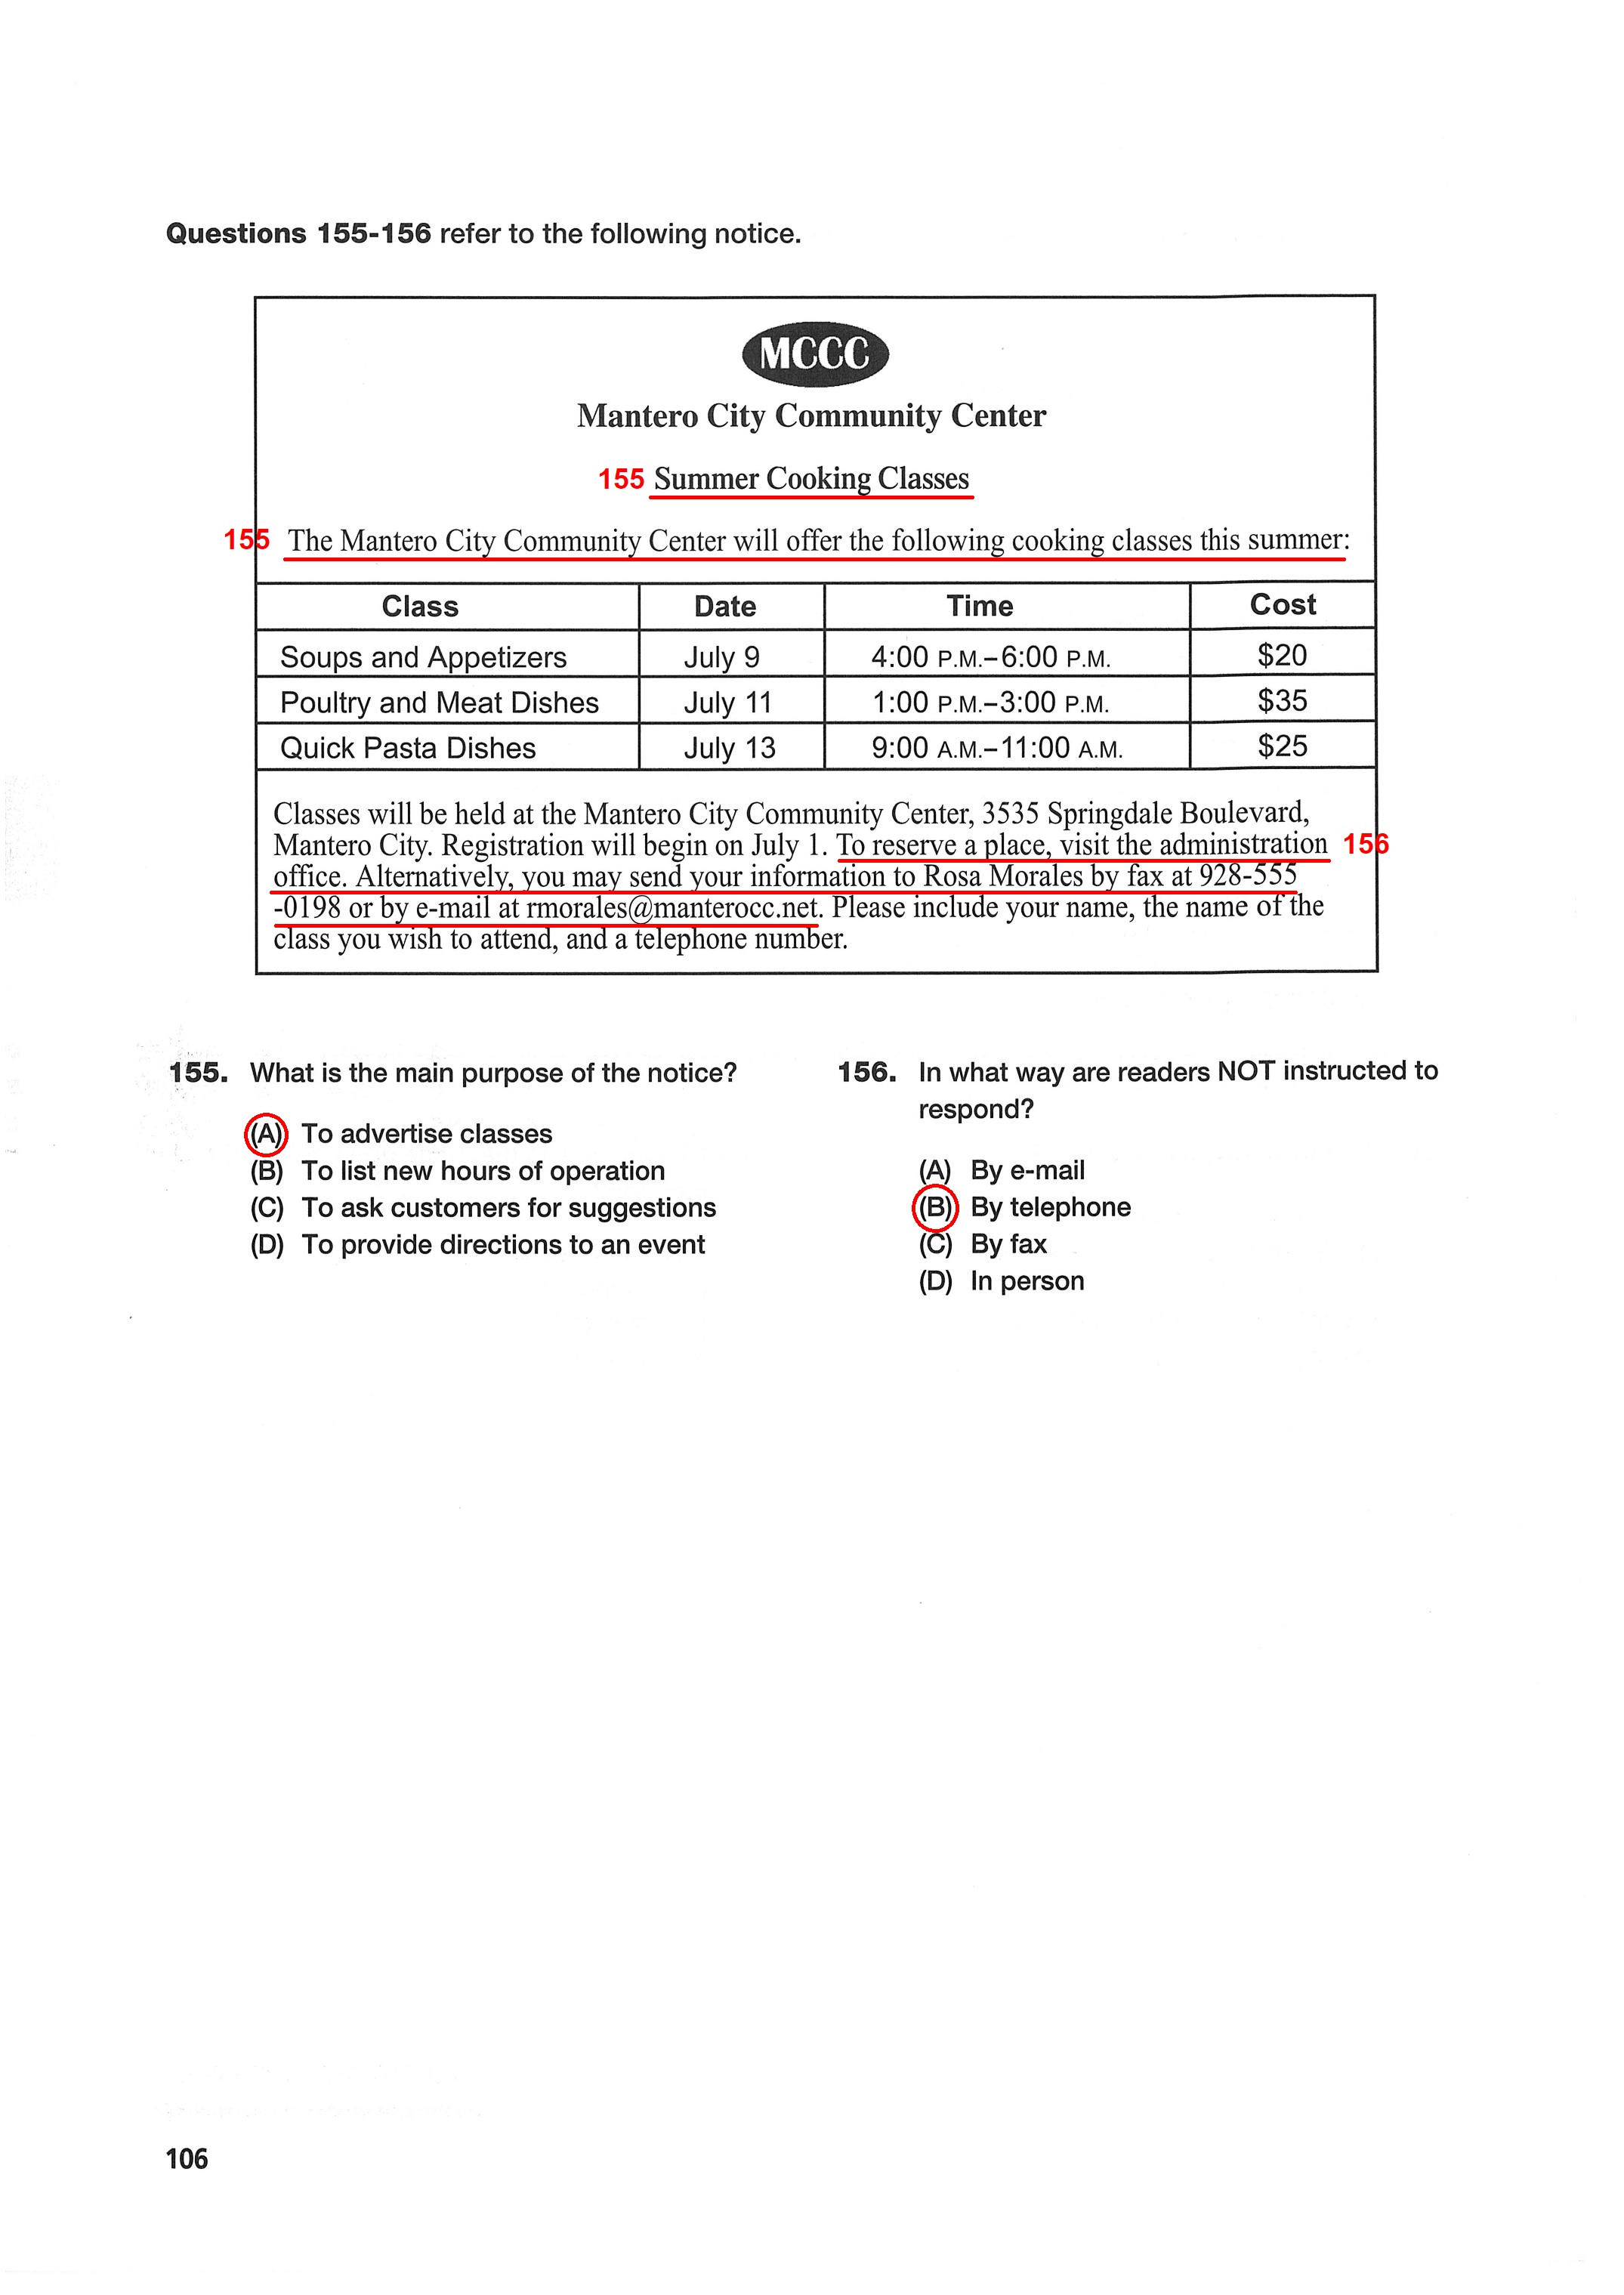 Questions 155-156 refer to the following notice.
MCCC
Mantero City Community Center
155 Summer Cooking Classes
155 The Mantero City Community Center will offer the following cooking classes this summer:
Class Date Time Cost
Soups and Appetizers July 9 4:00 P.M.–6:00 P.M. $20
Poultry and Meat Dishes July 11 1:00 P.M.–3:00 P.M. $35
Quick Pasta Dishes July 13 9:00 A.M.–11:00 A.M. $25
Classes will be held at the Mantero City Community Center, 3535 Springdale Boulevard,
Mantero City. Registration will begin on July 1. To reserve a place, visit the administration 156
office. Alternatively, you may send your information to Rosa Morales by fax at 928-555
-0198 or by e-mail at rmorales@manterocc.net. Please include your name, the name of the
class you wish to attend, and a telephone number.
155. What is the main purpose of the notice?
(A) To advertise classes
(B) To list new hours of operation
(C) To ask customers for suggestions
(D) To provide directions to an event
156. In what way are readers NOT instructed to
respond?
(A) By e-mail
(B) By telephone
(C) By fax
(D) In person
106